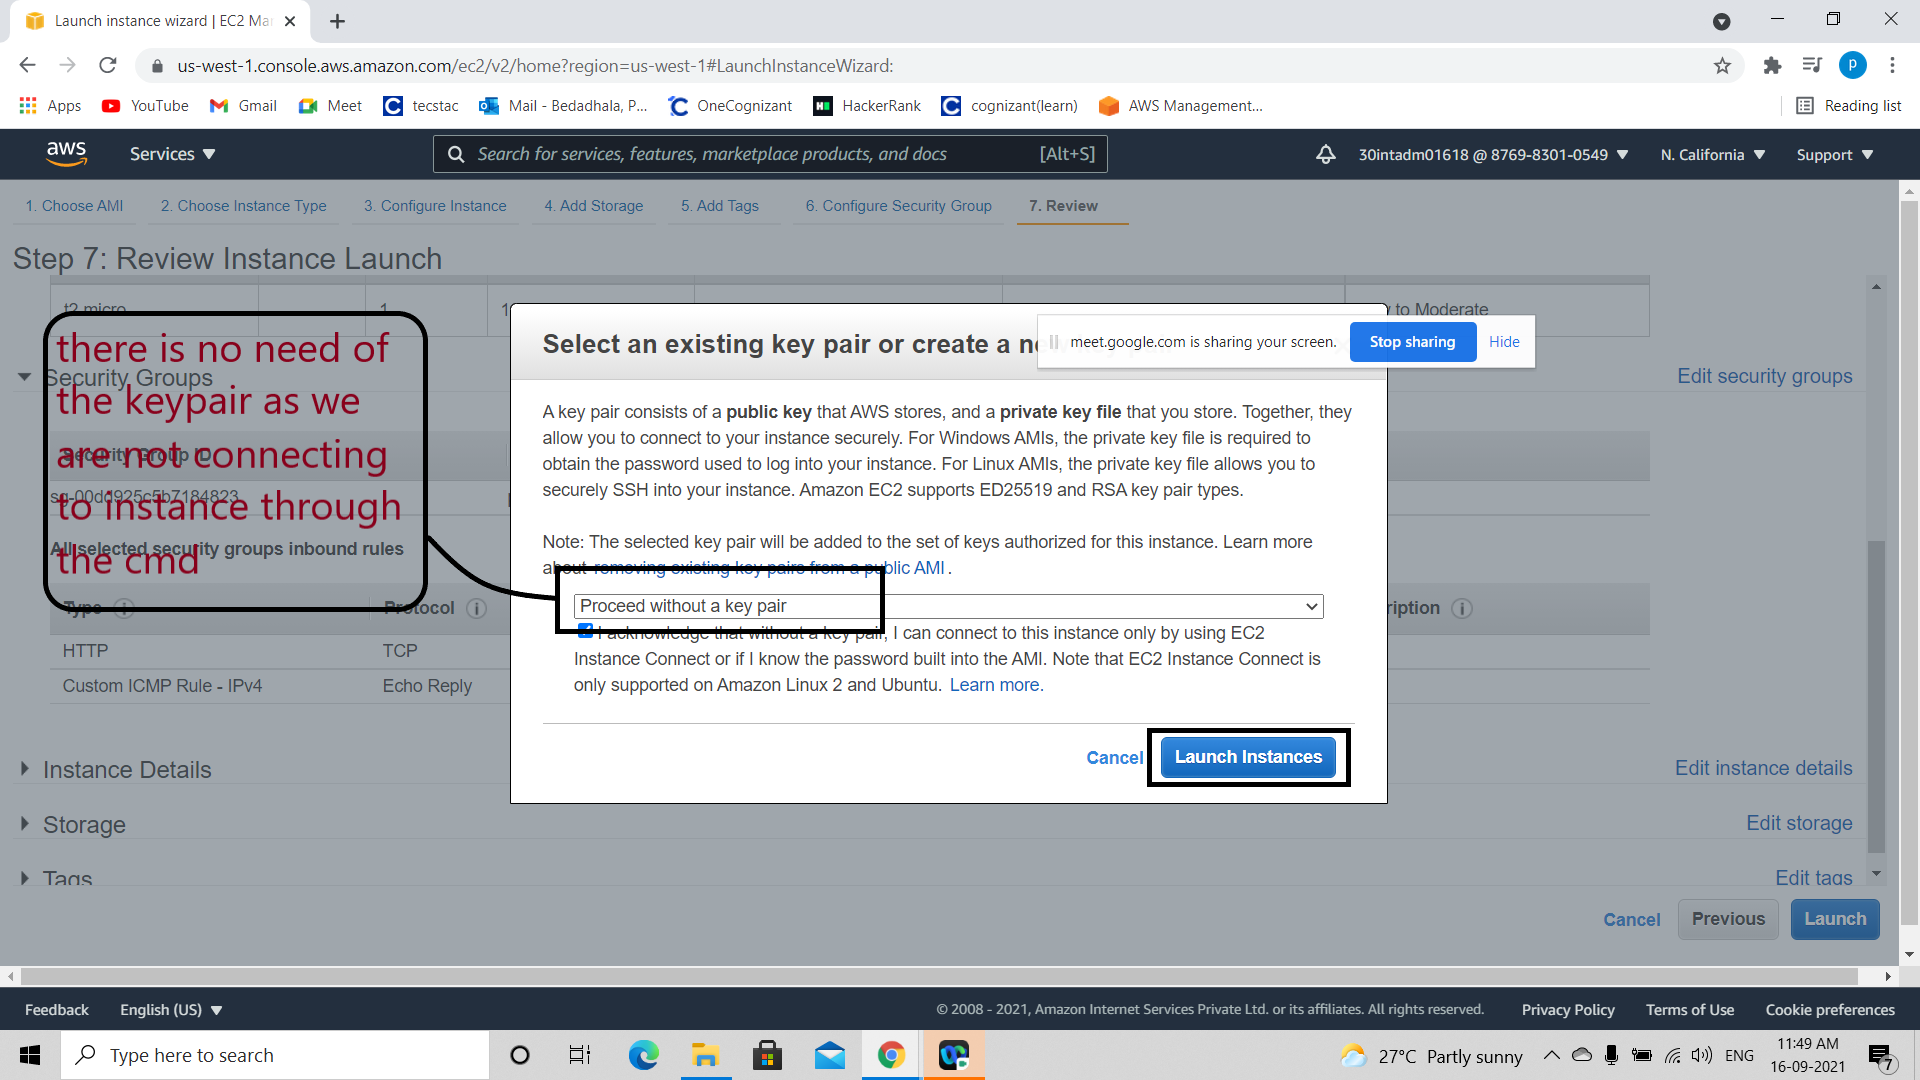 Launch instance wizard | EC2 Mar
us-west-1.console.aws.amazon.com/ec2/v2/home?region=us-west-1#LaunchInstanceWizard:
P
Apps YouTube Gmail Meet tecstac Mail - Bedadhala, P... OneCognizant HackerRank cognizant(learn) AWS Management... Reading list
aws Services Search for services, features, marketplace products, and docs [Alt+S] 30intadm01618 @ 8769-8301-0549 N. California Support
1. Choose AMI 2. Choose Instance Type 3. Configure Instance 4. Add Storage 5. Add Tags 6. Configure Security Group 7. Review
Step 7: Review Instance Launch
t2.micro 1 1 to Moderate
there is no need of
the keypair as we
are not connecting
to instance through
the cmd
Security Groups
Edit security groups
Security Group ID
sg-00dd925c5b7184823
All selected security groups inbound rules
Type Protocol ription
HTTP TCP
Custom ICMP Rule - IPv4 Echo Reply
Select an existing key pair or create a ne
meet.google.com is sharing your screen. Stop sharing Hide
A key pair consists of a public key that AWS stores, and a private key file that you store. Together, they
allow you to connect to your instance securely. For Windows AMIs, the private key file is required to
obtain the password used to log into your instance. For Linux AMIs, the private key file allows you to
securely SSH into your instance. Amazon EC2 supports ED25519 and RSA key pair types.
Note: The selected key pair will be added to the set of keys authorized for this instance. Learn more
about removing existing key pairs from a public AMI .
Proceed without a key pair
I acknowledge that without a key pair, I can connect to this instance only by using EC2
Instance Connect or if I know the password built into the AMI. Note that EC2 Instance Connect is
only supported on Amazon Linux 2 and Ubuntu. Learn more.
Cancel Launch Instances
Instance Details Edit instance details
Storage Edit storage
Tags Edit tags
Cancel Previous Launch
Feedback English (US) © 2008 - 2021, Amazon Internet Services Private Ltd. or its affiliates. All rights reserved. Privacy Policy Terms of Use Cookie preferences
Type here to search 27°C Partly sunny ENG 11:49 AM
16-09-2021 7